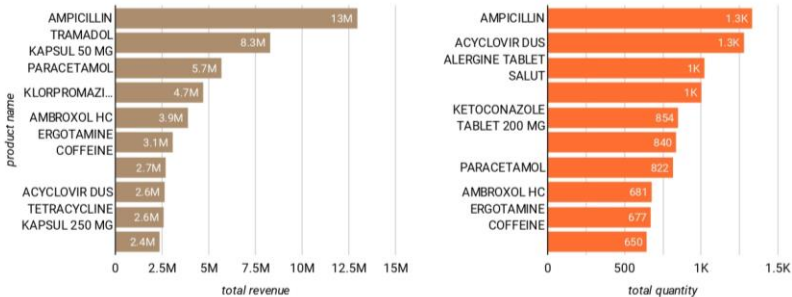 product name
AMPICILLIN
13M
TRAMADOL
KAPSUL 50 MG
8.3M
PARACETAMOL
5.7M
KLORPROMAZI...
4.7M
AMBROXOL HC
3.9M
ERGOTAMINE
COFFEINE
3.1M
2.7M
ACYCLOVIR DUS
2.6M
TETRACYCLINE
KAPSUL 250 MG
2.6M
2.4M
0 2.5M 5M 7.5M 10M 12.5M 15M
total revenue
AMPICILLIN
1.3K
ACYCLOVIR DUS
1.3K
ALERGINE TABLET
SALUT
1K
1K
KETOCONAZOLE
TABLET 200 MG
854
840
PARACETAMOL
822
AMBROXOL HC
681
ERGOTAMINE
COFFEINE
677
650
0 500 1K 1.5K
total quantity